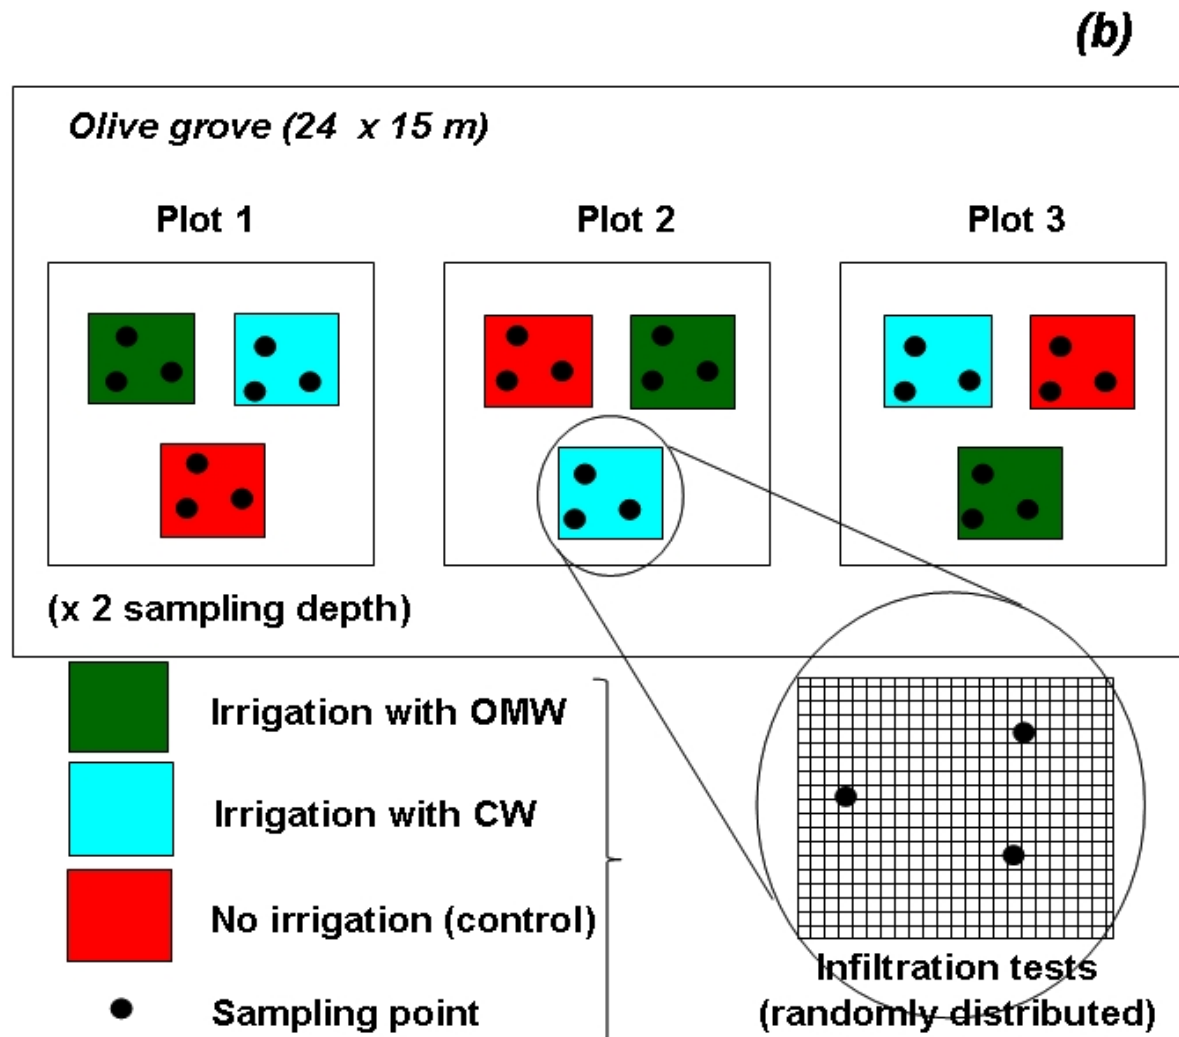 (b)
Olive grove (24 x 15 m)
Plot 1
Plot 2
Plot 3
(x 2 sampling depth)
Irrigation with OMW
Irrigation with CW
No irrigation (control)
Sampling point
Infiltration tests
(randomly distributed)